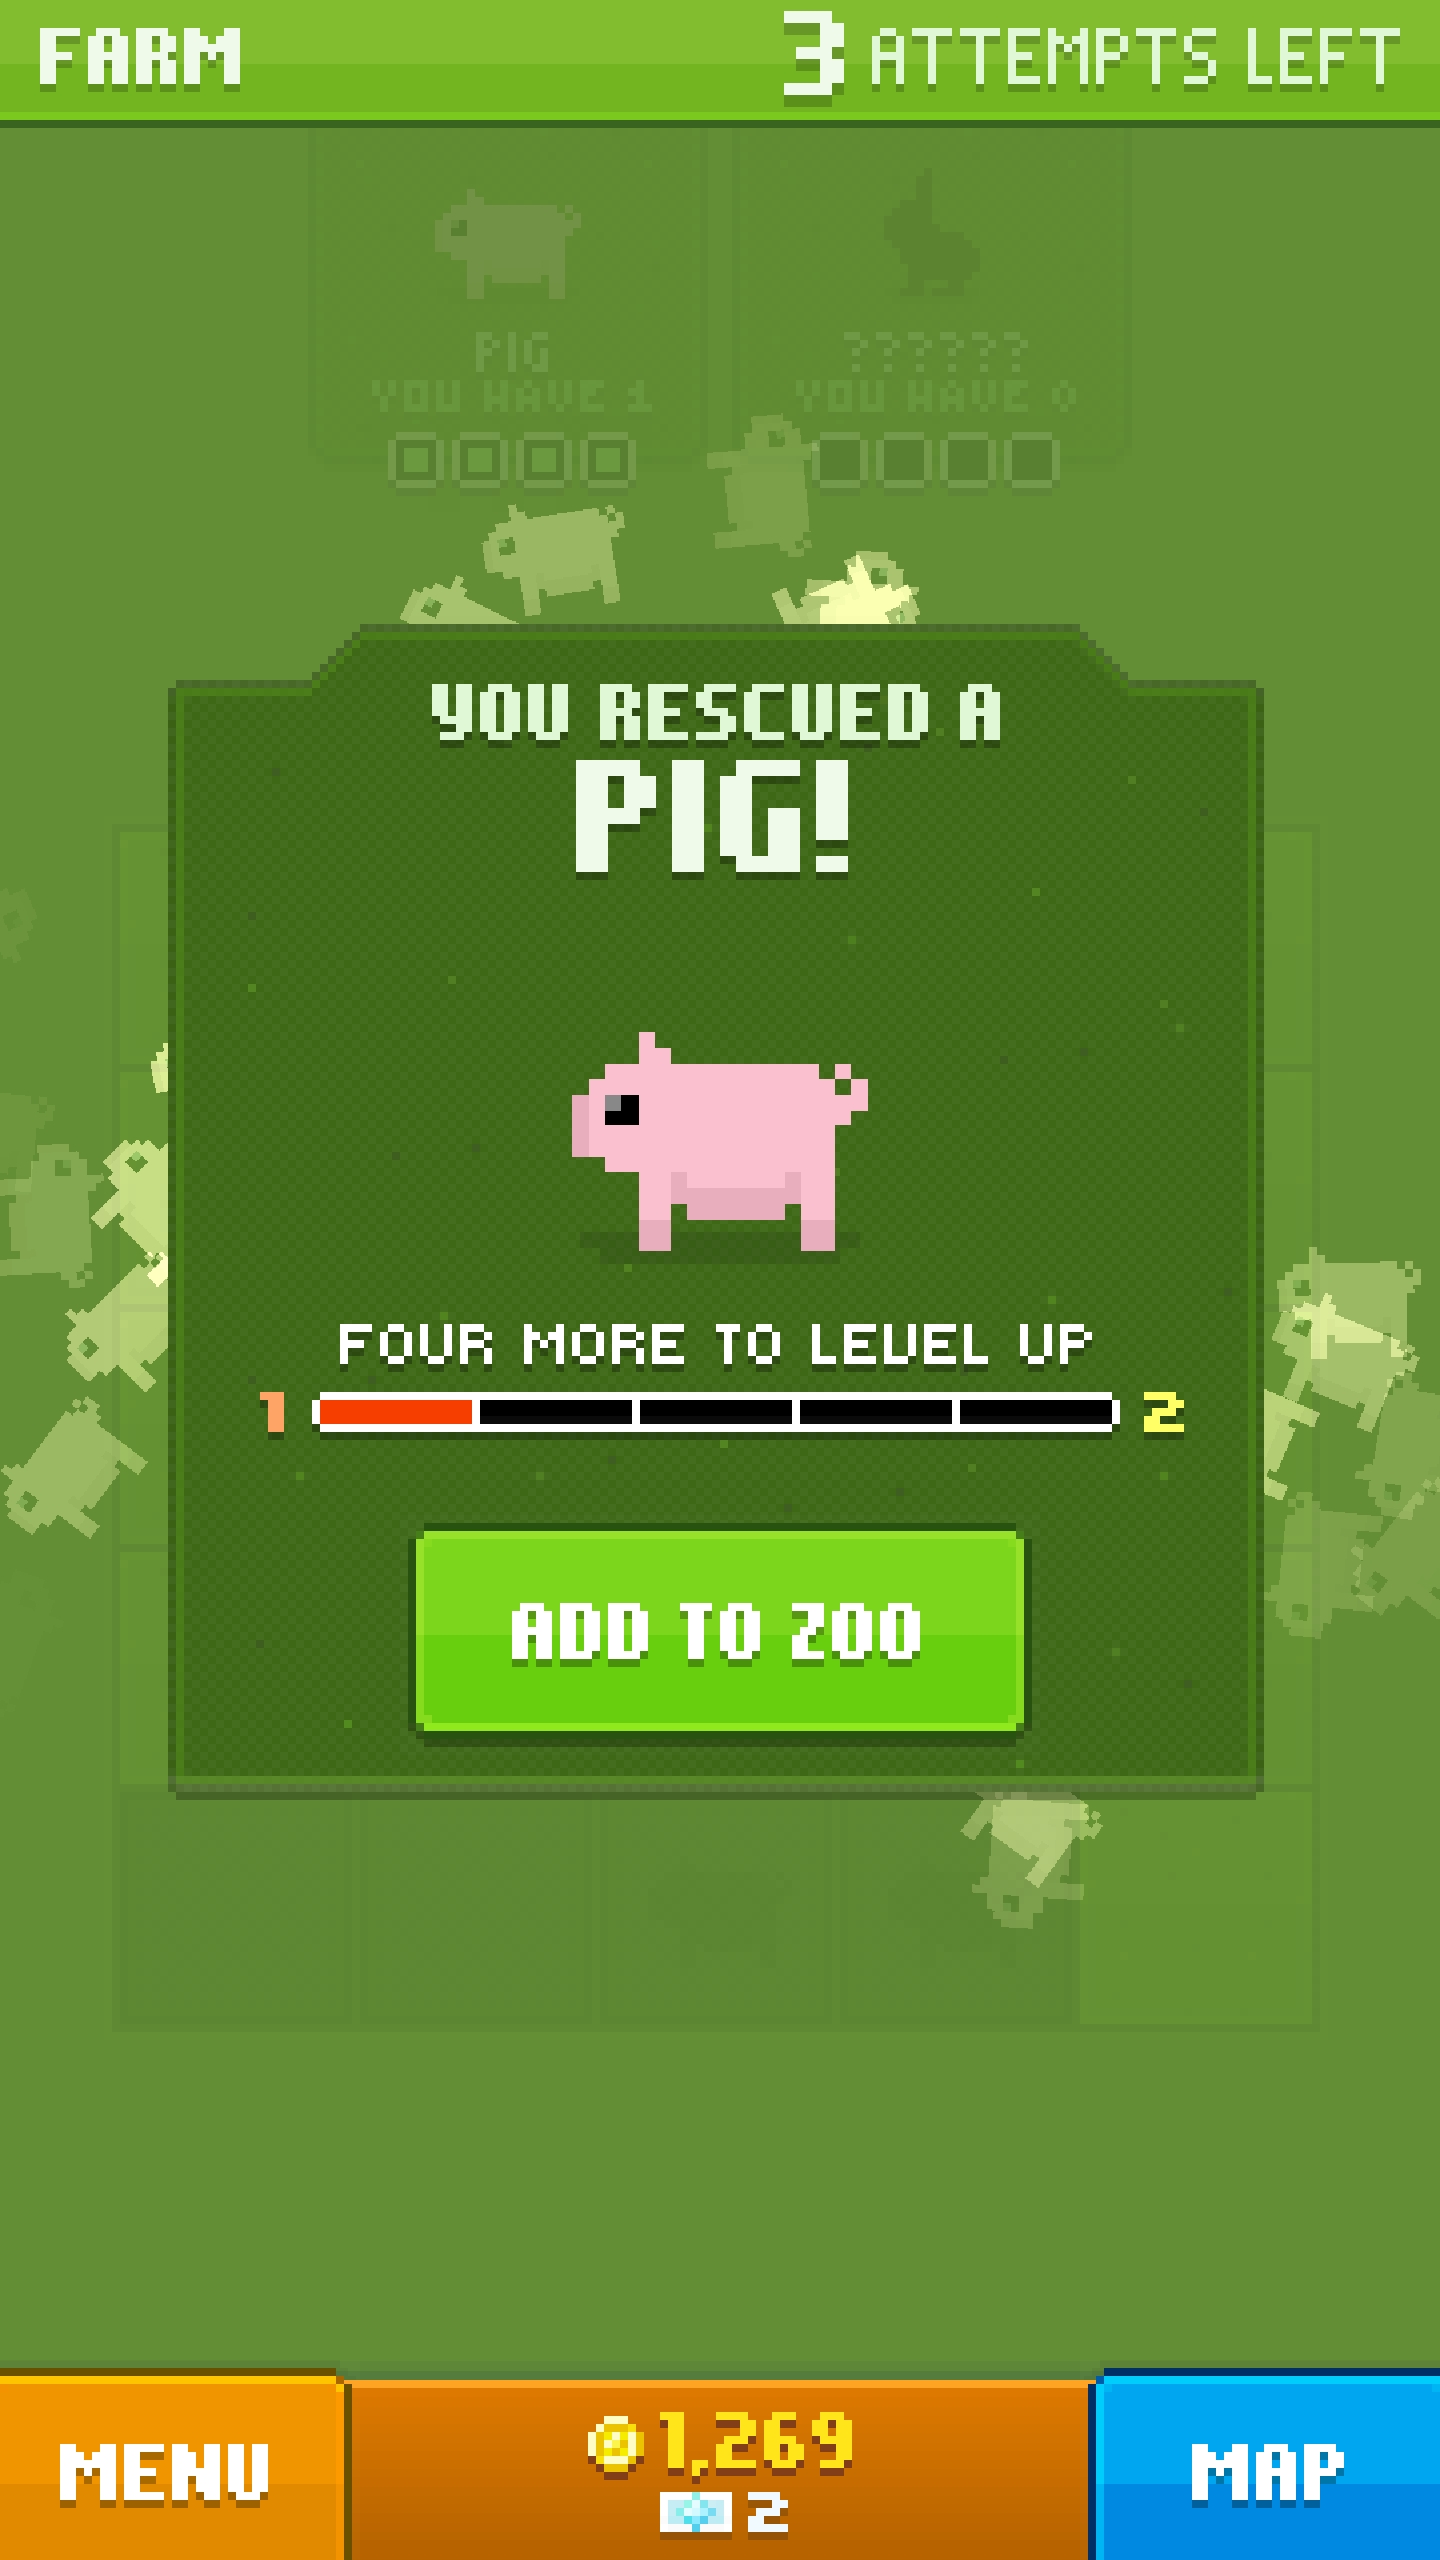 FARM
3 ATTEMPTS LEFT
PIG
??????
YOU HAVE 1
YOU HAVE 0
YOU RESCUED A
PIG!
FOUR MORE TO LEVEL UP
1
2
ADD TO ZOO
MENU
1,269
2
MAP